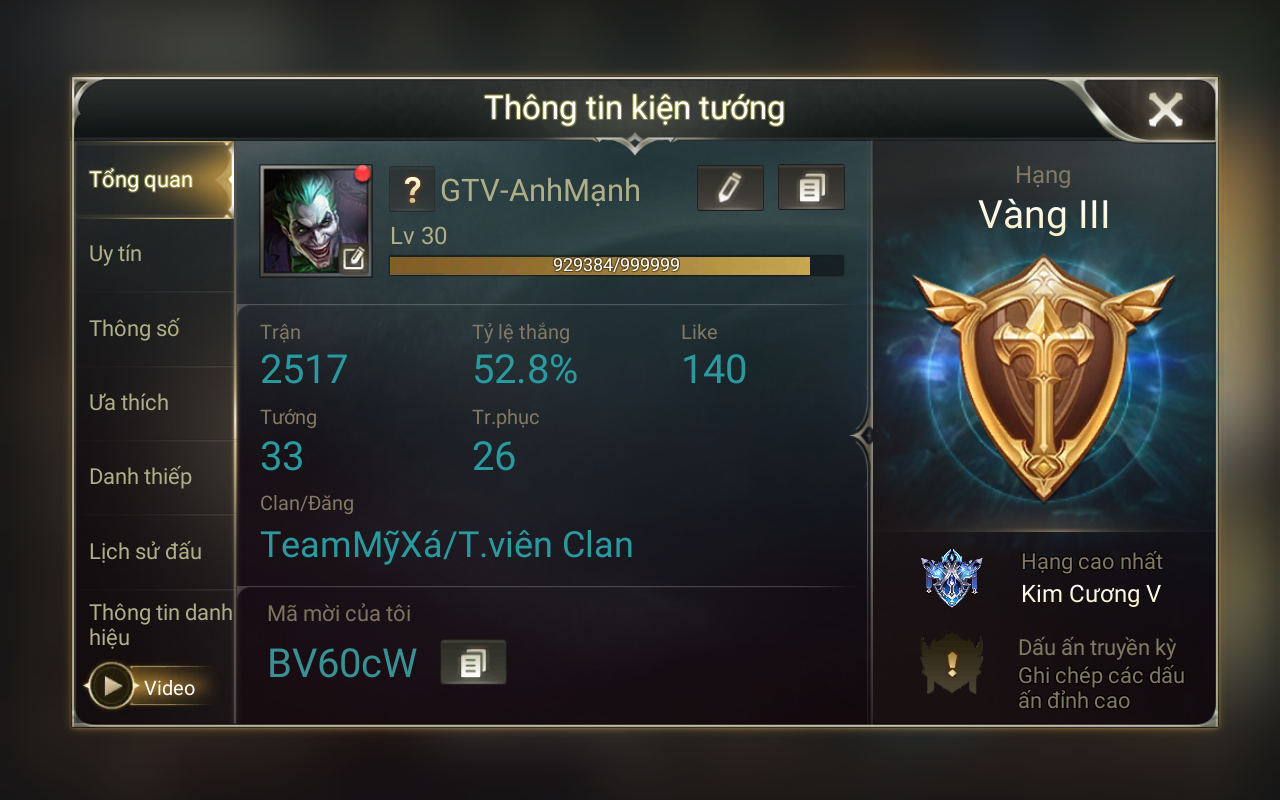 Thông tin kiện tướng
Tổng quan
Uy tín
Thông số
Ưa thích
Danh thiếp
Lịch sử đấu
Thông tin danh
hiệu
Video
? GTV-AnhMạnh
Lv 30
929384/999999
Trận Tỷ lệ thắng Like
2517 52.8% 140
Tướng Tr.phục
33 26
Clan/Đăng
TeamMỹXá/T.viên Clan
Mã mời của tôi
BV60cW
Hạng
Vàng III
Hạng cao nhất
Kim Cương V
Dấu ấn truyền kỳ
Ghi chép các dấu
ấn đỉnh cao